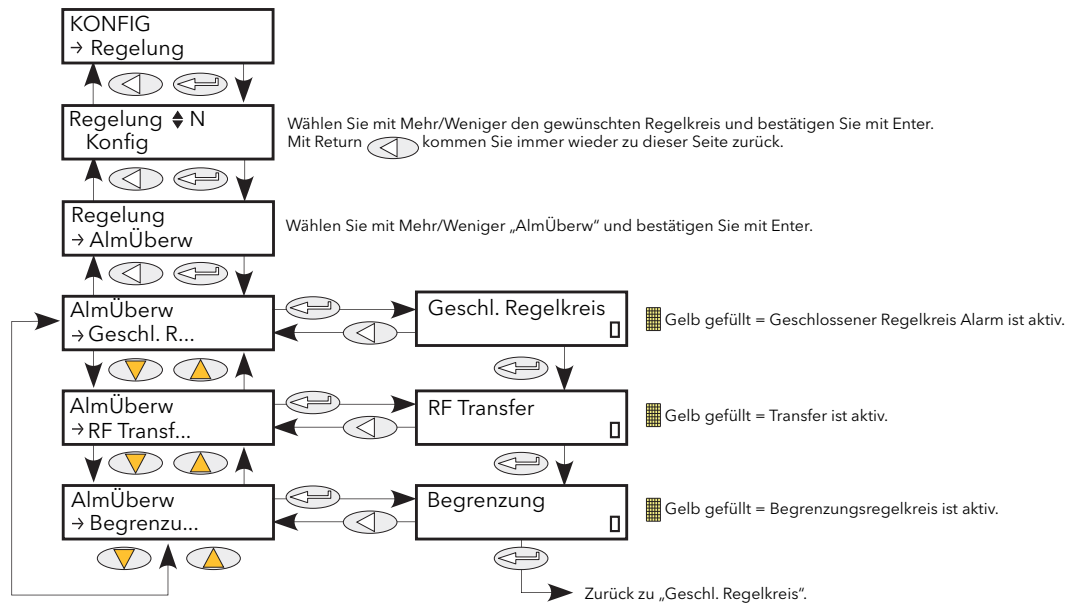 KONFIG
→ Regelung
Regelung ♦ N
Konfig
Wählen Sie mit Mehr/Weniger den gewünschten Regelkreis und bestätigen Sie mit Enter.
Mit Return kommen Sie immer wieder zu dieser Seite zurück.
Regelung
→ AlmÜberw
Wählen Sie mit Mehr/Weniger „AlmÜberw“ und bestätigen Sie mit Enter.
AlmÜberw
→ Geschl. R...
Geschl. Regelkreis
Gelb gefüllt = Geschlossener Regelkreis Alarm ist aktiv.
AlmÜberw
→ RF Transf...
RF Transfer
Gelb gefüllt = Transfer ist aktiv.
AlmÜberw
→ Begrenzu...
Begrenzung
Gelb gefüllt = Begrenzungsregelkreis ist aktiv.
Zurück zu „Geschl. Regelkreis“.